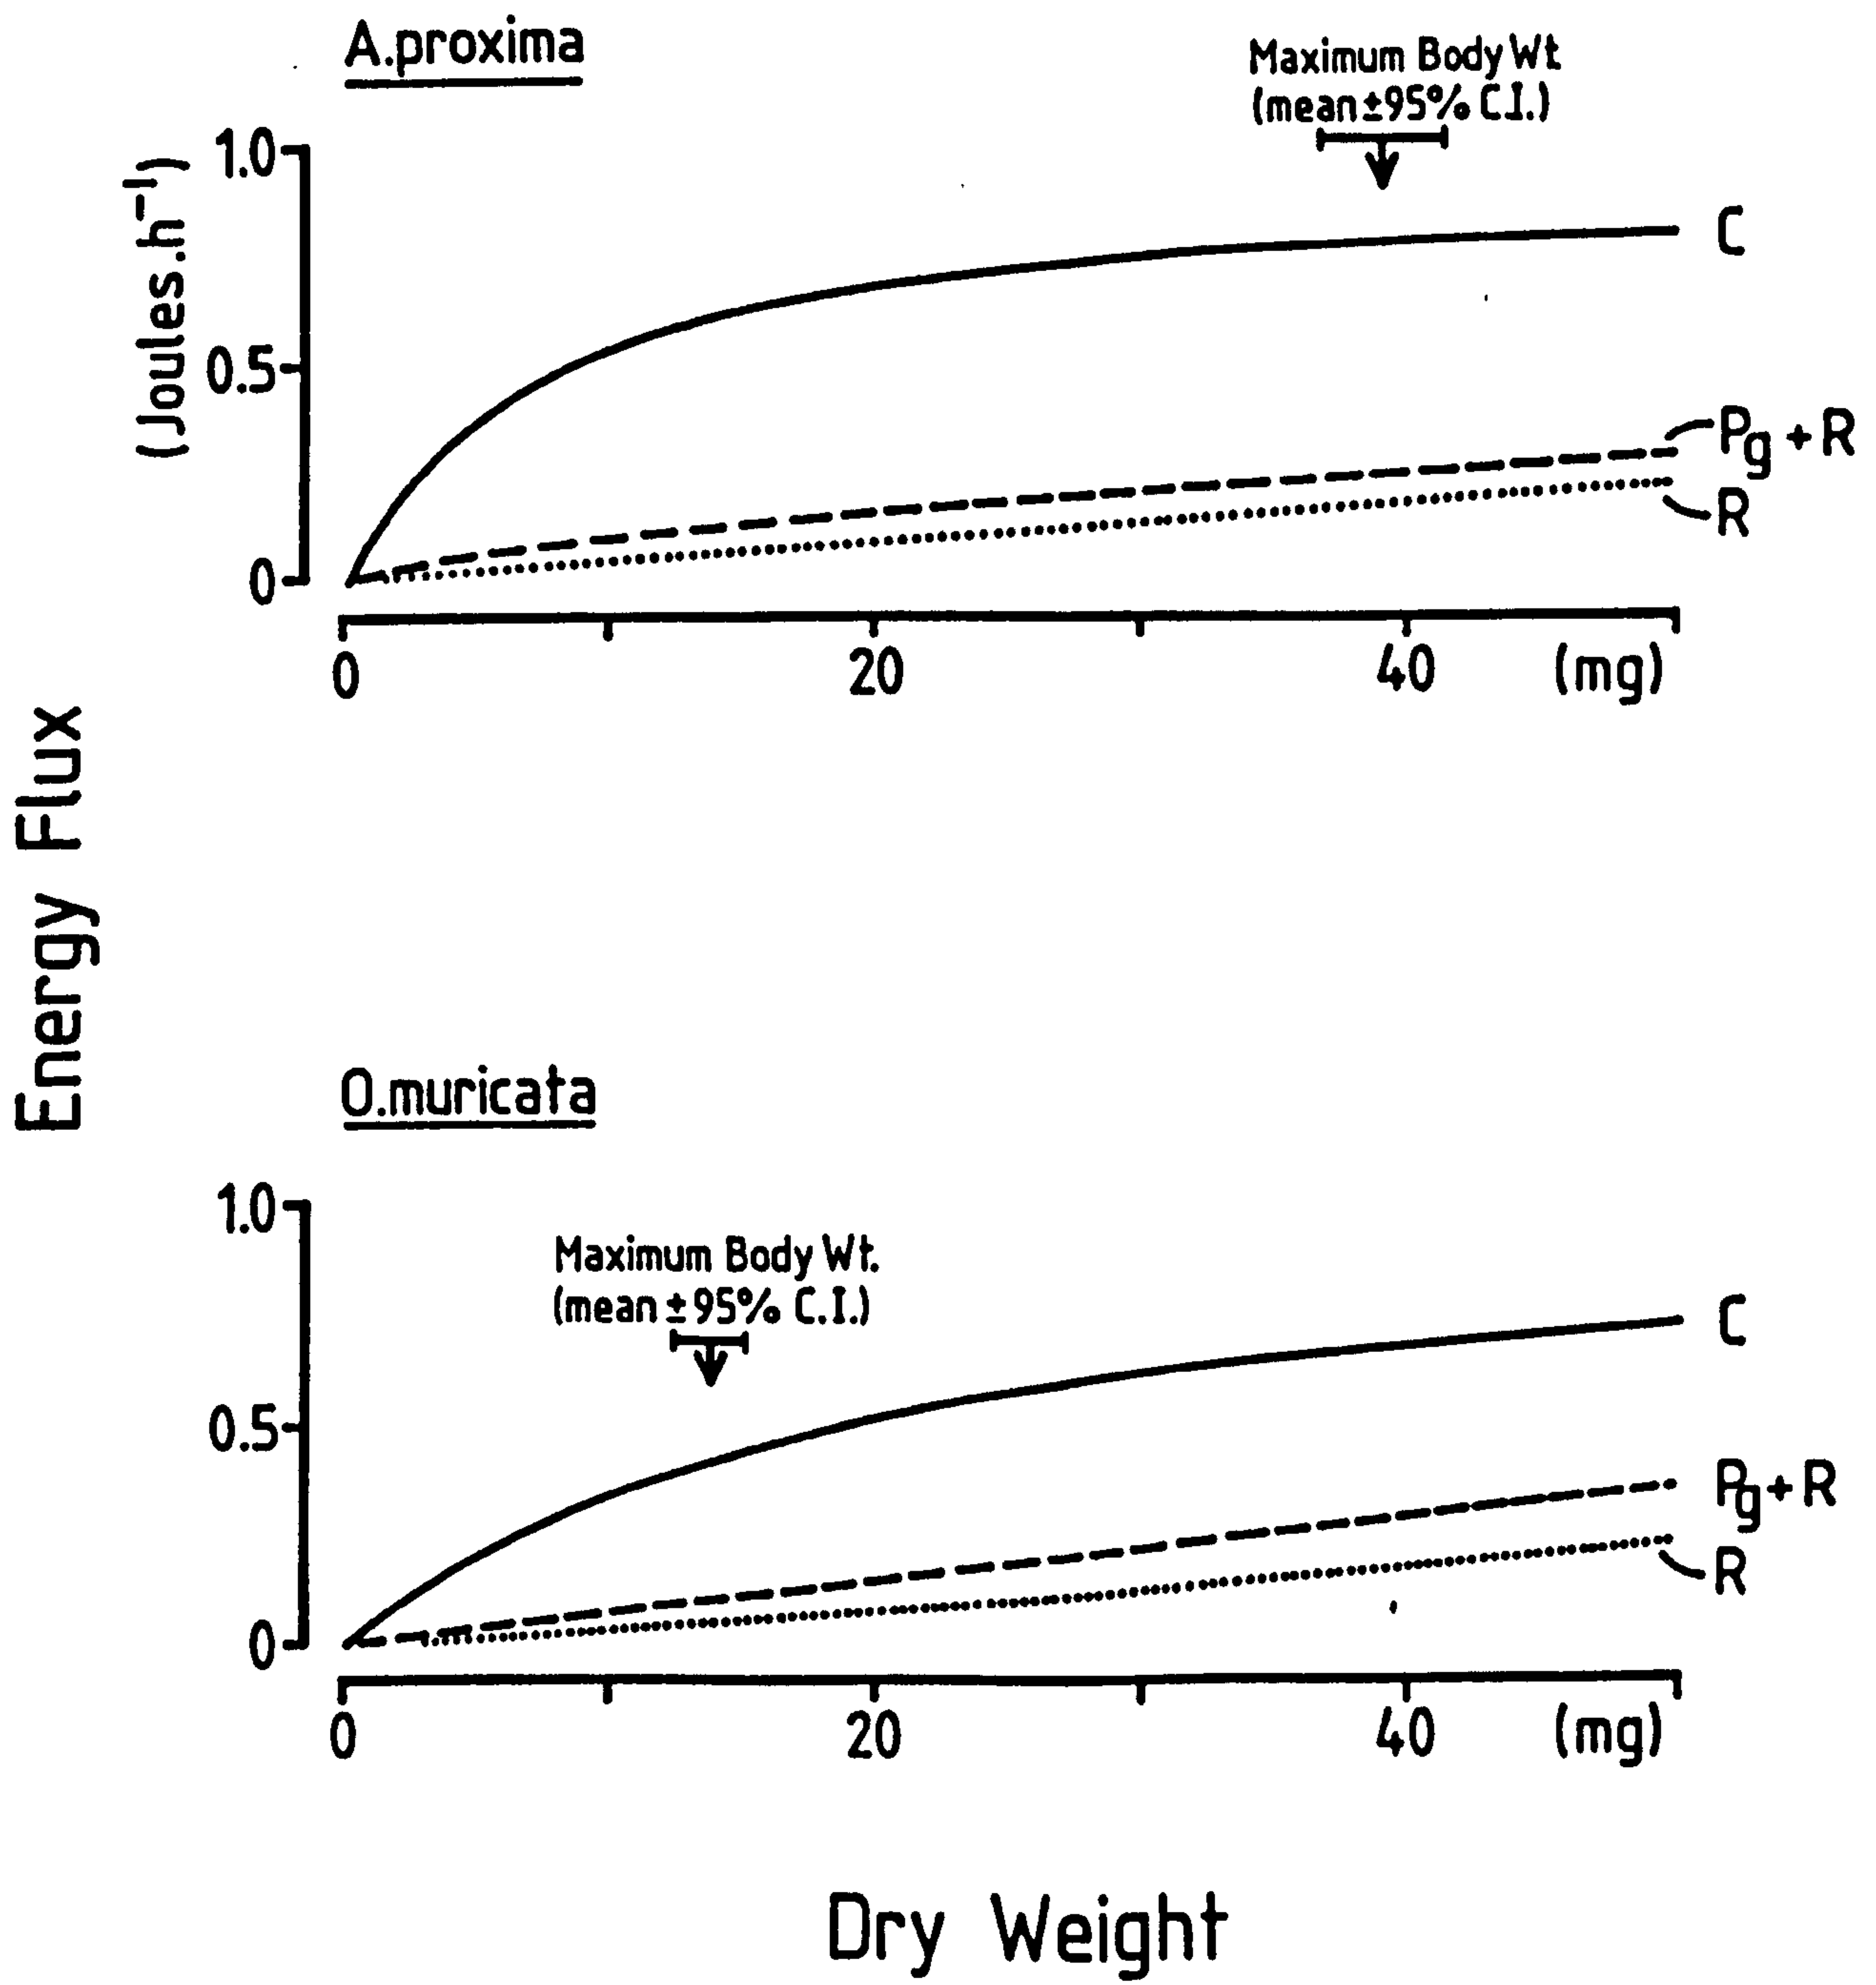 A.proxima
Maximum Body Wt
(mean±95% C.I.)
(Joules.h⁻¹)
1.0
0.5
0
C
Pg + R
R
0
20
40
(mg)
Energy Flux
O.muricata
Maximum Body Wt.
(mean ±95% C.I.)
1.0
0.5
0
C
Pg+R
R
0
20
40
(mg)
Dry Weight